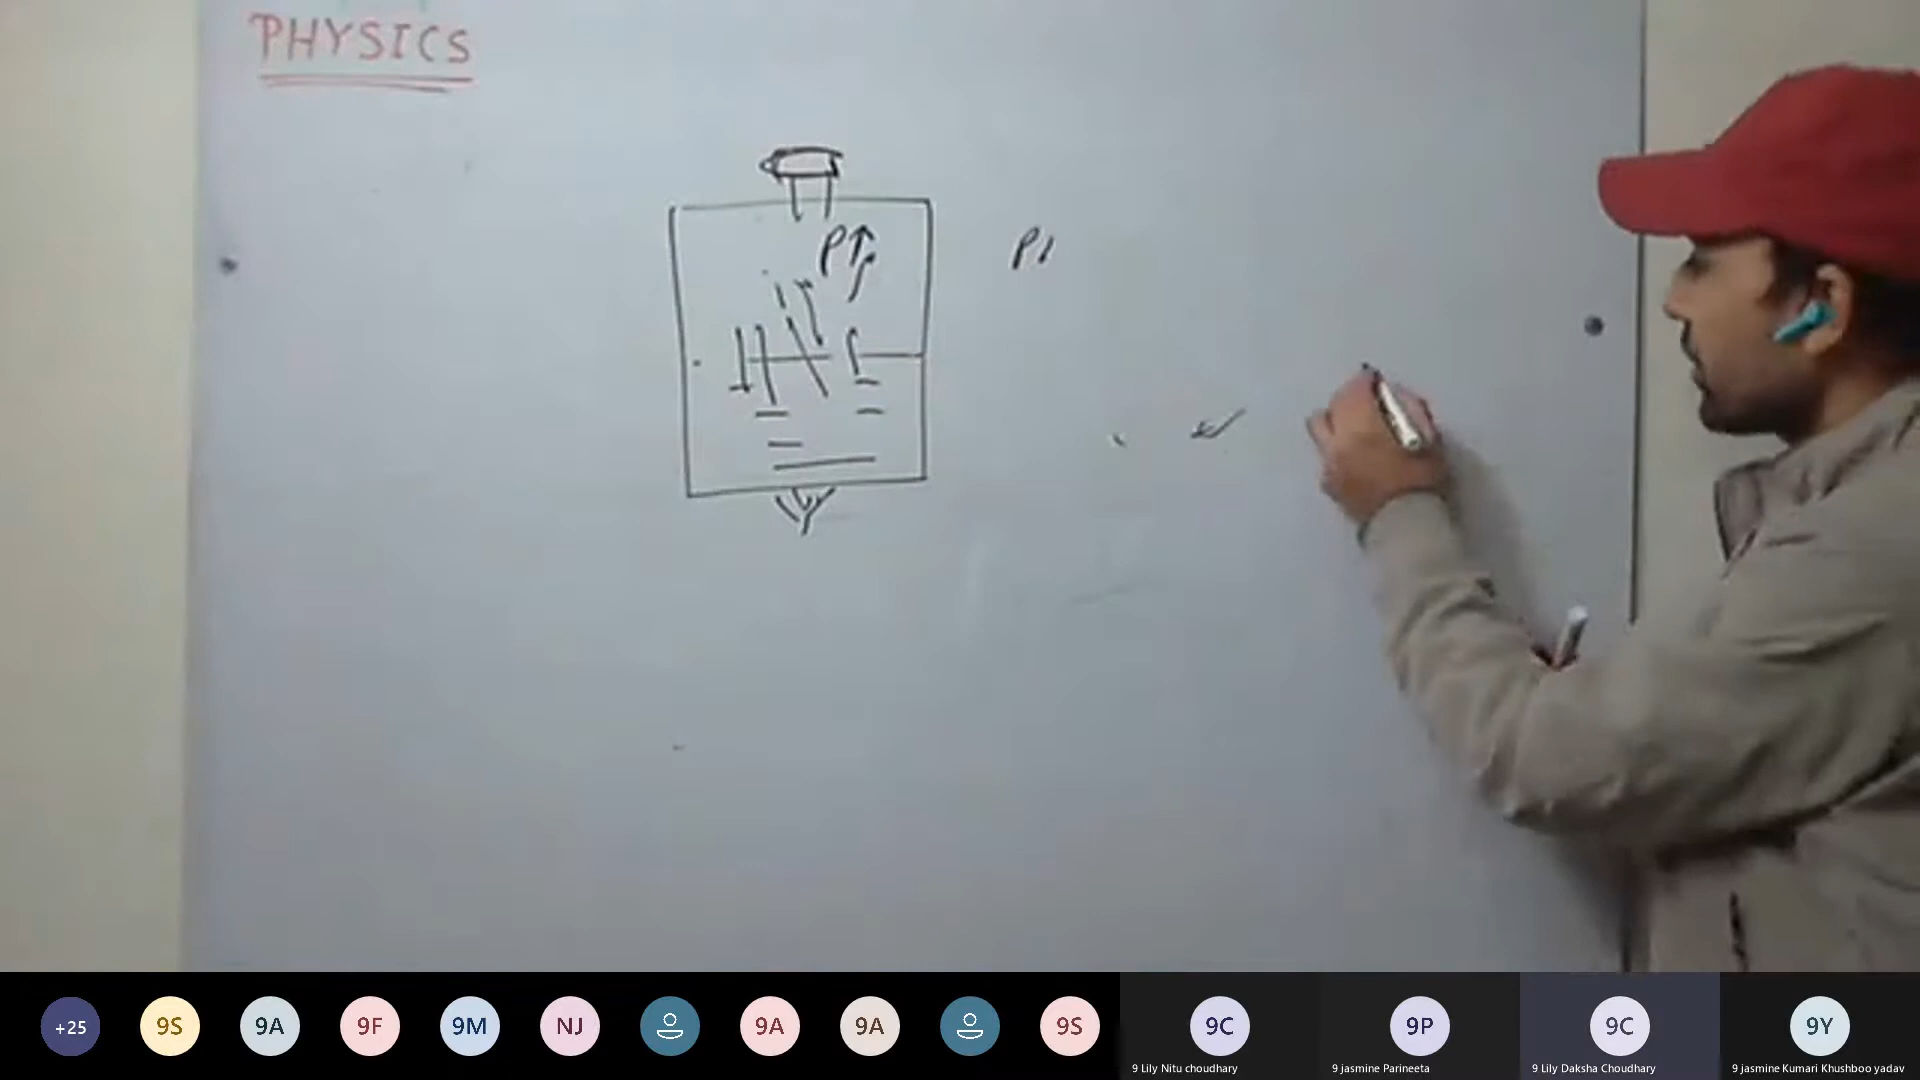 PHYSICS
P↑
P
+25
9S
9A
9F
9M
NJ
9A
9A
9S
9C
9P
9C
9Y
9 Lily Nitu choudhary
9 jasmine Parineeta
9 Lily Daksha Choudhary
9 jasmine Kumari Khushboo yadav